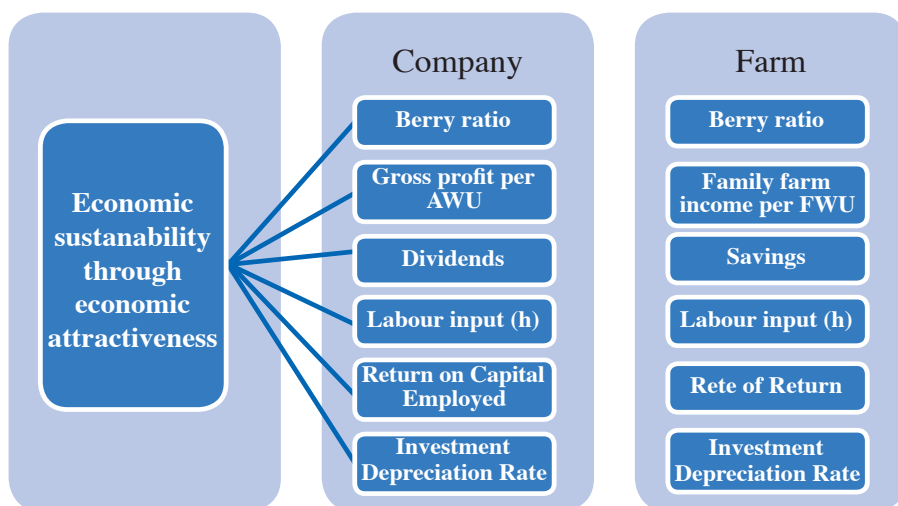 Economic
sustanability
through
economic
attractiveness
Company
Berry ratio
Gross profit per
AWU
Dividends
Labour input (h)
Return on Capital
Employed
Investment
Depreciation Rate
Farm
Berry ratio
Family farm
income per FWU
Savings
Labour input (h)
Rete of Return
Investment
Depreciation Rate